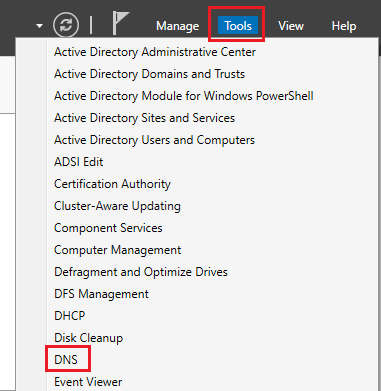 Manage Tools View Help
Active Directory Administrative Center
Active Directory Domains and Trusts
Active Directory Module for Windows PowerShell
Active Directory Sites and Services
Active Directory Users and Computers
ADSI Edit
Certification Authority
Cluster-Aware Updating
Component Services
Computer Management
Defragment and Optimize Drives
DFS Management
DHCP
Disk Cleanup
DNS
Event Viewer